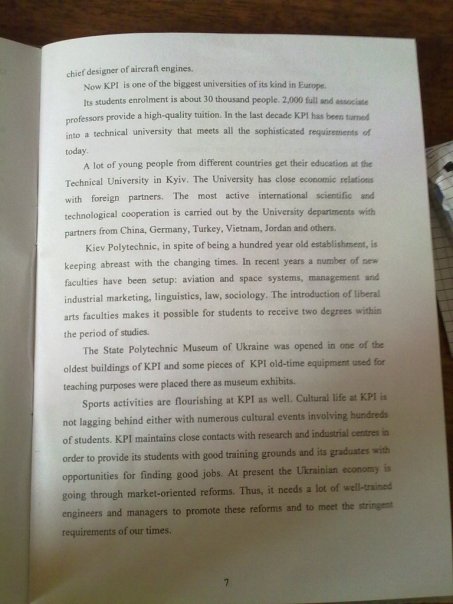 chief designer of aircraft engines.
Now KPI is one of the biggest universities of its kind in Europe.
Its students enrolment is about 30 thousand people. 2,000 full and associate
professors provide a high-quality tuition. In the last decade KPI has been turned
into a technical university that meets all the sophisticated requirements of
today.
A lot of young people from different countries get their education at the
Technical University in Kyiv. The University has close economic relations
with foreign partners. The most active international scientific and
technological cooperation is carried out by the University departments with
partners from China, Germany, Turkey, Vietnam, Jordan and others.
Kiev Polytechnic, in spite of being a hundred year old establishment, is
keeping abreast with the changing times. In recent years a number of new
faculties have been setup: aviation and space systems, management and
industrial marketing, linguistics, law, sociology. The introduction of liberal
arts faculties makes it possible for students to receive two degrees within
the period of studies.
The State Polytechnic Museum of Ukraine was opened in one of the
oldest buildings of KPI and some pieces of KPI old-time equipment used for
teaching purposes were placed there as museum exhibits.
Sports activities are flourishing at KPI as well. Cultural life at KPI is
not lagging behind either with numerous cultural events involving hundreds
of students. KPI maintains close contacts with research and industrial centres in
order to provide its students with good training grounds and its graduates with
opportunities for finding good jobs. At present the Ukrainian economy is
going through market-oriented reforms. Thus, it needs a lot of well-trained
engineers and managers to promote these reforms and to meet the stringent
requirements of our times.
7